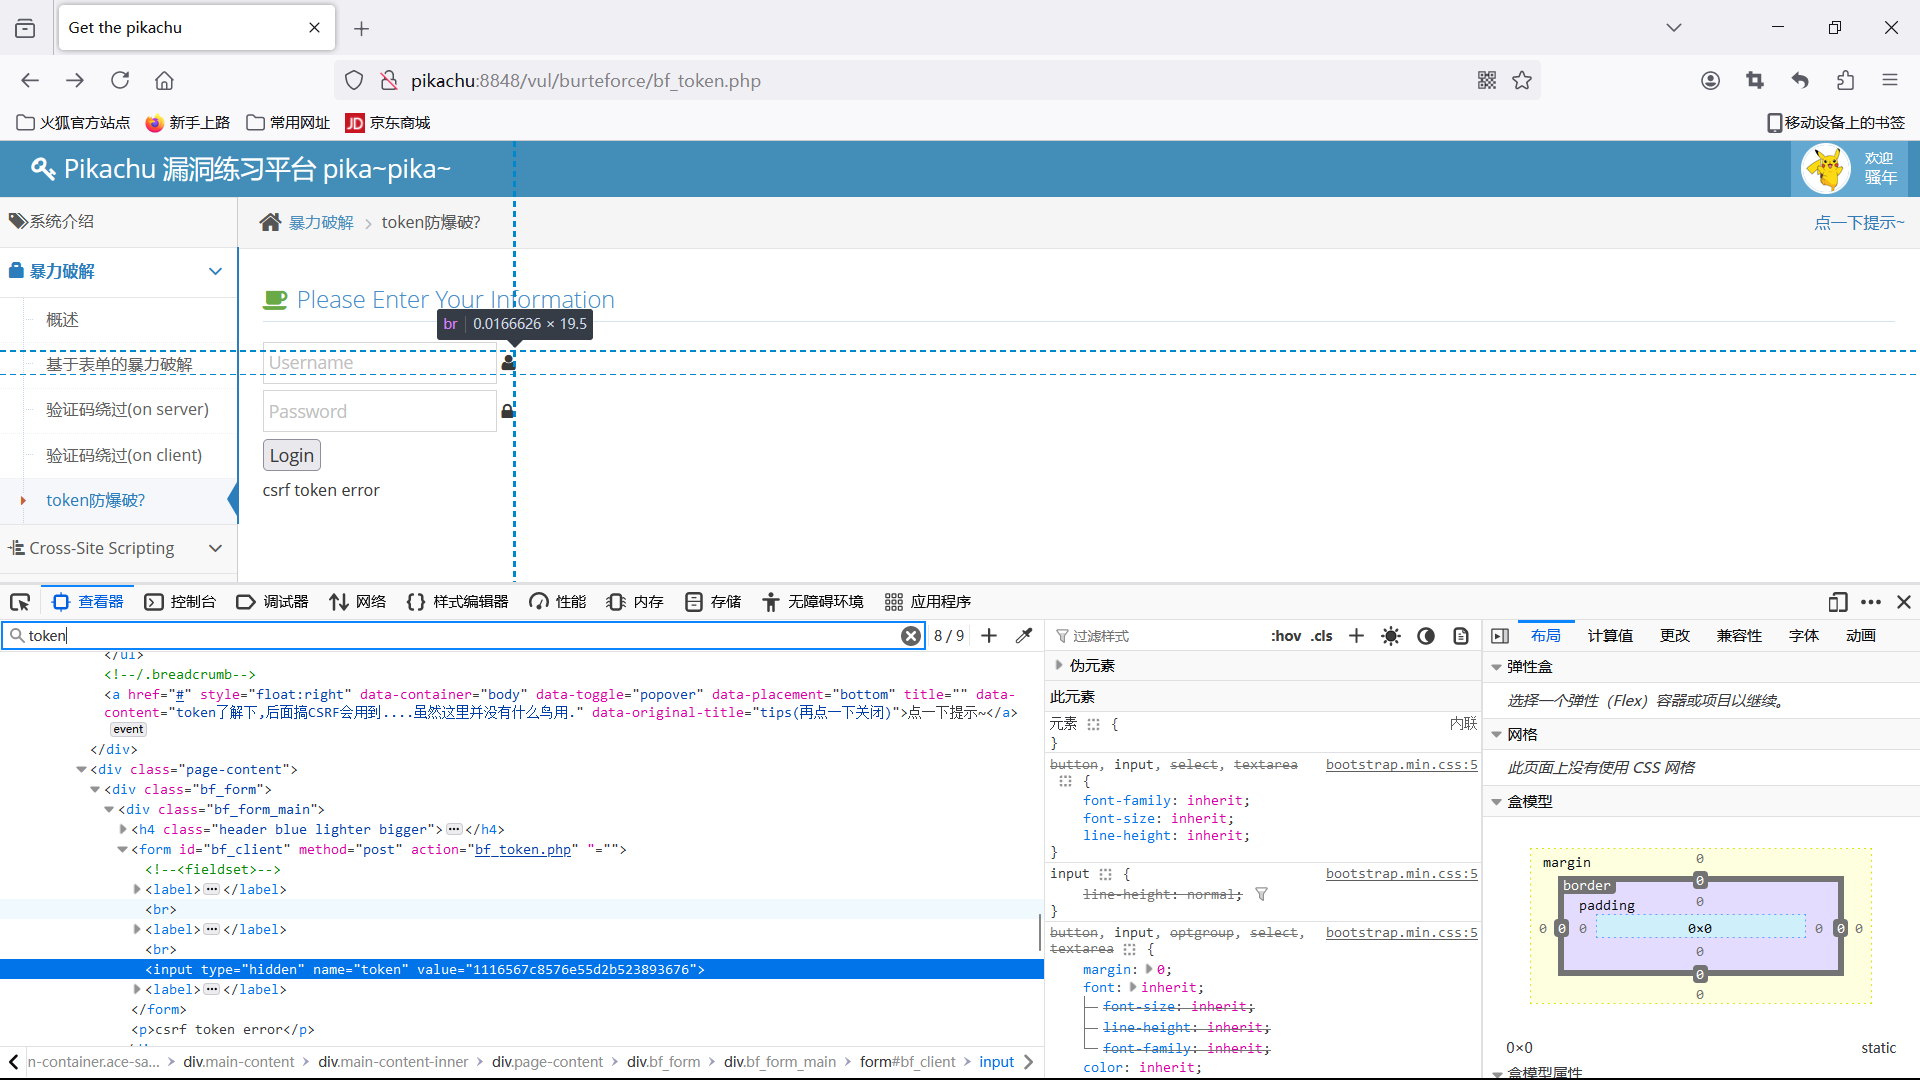 Get the pikachu
pikachu:8848/vul/burteforce/bf_token.php
火狐官方站点 新手上路 常用网址 JD 京东商城 移动设备上的书签
Pikachu 漏洞练习平台 pika~pika~
欢迎
骚年
系统介绍
暴力破解 token防爆破?
点一下提示~
暴力破解
概述
基于表单的暴力破解
验证码绕过(on server)
验证码绕过(on client)
token防爆破?
Cross-Site Scripting
Please Enter Your Information
br 0.0166626 × 19.5
Username
Password
Login
csrf token error
查看器 控制台 调试器 网络 样式编辑器 性能 内存 存储 无障碍环境 应用程序
token 8 / 9
</ul>
<!--/.breadcrumb-->
<a href="#" style="float:right" data-container="body" data-toggle="popover" data-placement="bottom" title="" data-
content="token了解下,后面搞CSRF会用到....虽然这里并没有什么鸟用." data-original-title="tips(再点一下关闭)">点一下提示~</a>
event
</div>
<div class="page-content">
<div class="bf_form">
<div class="bf_form_main">
<h4 class="header blue lighter bigger">...</h4>
<form id="bf_client" method="post" action="bf_token.php" "="">
<!--<fieldset>-->
<label>...</label>
<br>
<label>...</label>
<br>
<input type="hidden" name="token" value="1116567c8576e55d2b523893676">
<label>...</label>
</form>
<p>csrf token error</p>
n-container.ace-sa... div.main-content div.main-content-inner div.page-content div.bf_form div.bf_form_main form#bf_client input
过滤样式 :hov .cls
伪元素
此元素
元素 { 内联
}
button, input, select, textarea bootstrap.min.css:5
{
font-family: inherit;
font-size: inherit;
line-height: inherit;
}
input { bootstrap.min.css:5
line-height: normal;
}
button, input, optgroup, select, bootstrap.min.css:5
textarea {
margin: 0;
font: inherit;
font-size: inherit;
line-height: inherit;
font-family: inherit;
color: inherit;
布局 计算值 更改 兼容性 字体 动画
弹性盒
选择一个弹性（Flex）容器或项目以继续。
网格
此页面上没有使用 CSS 网格
盒模型
margin 0
border 0
padding 0
0 0 0 0×0 0 0 0
0
0
0
0×0 static
盒模型属性